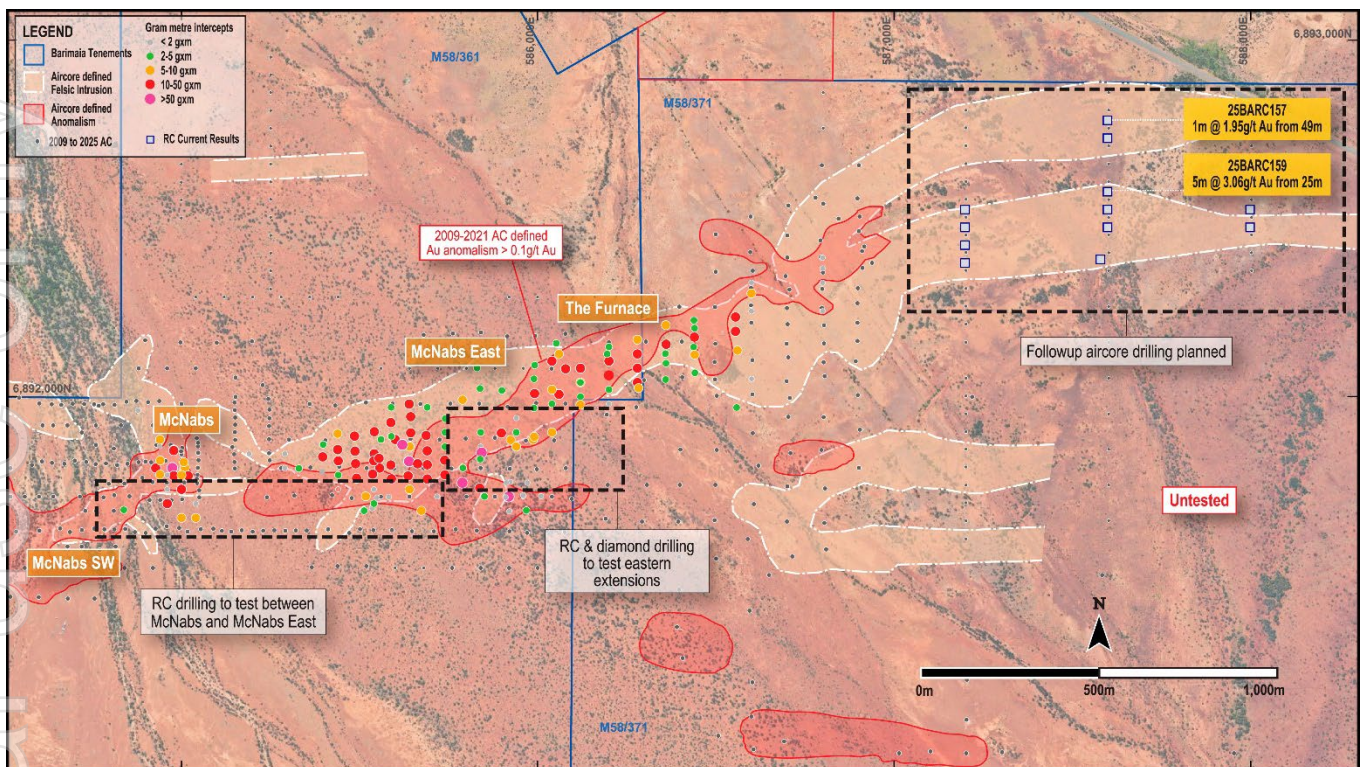 LEGEND
Barimaia Tenements
Aircore defined
Felsic Intrusion
Aircore defined
Anomalism
2009 to 2025 AC
Gram metre intercepts
< 2 gxm
2-5 gxm
5-10 gxm
10-50 gxm
>50 gxm
RC Current Results
M58/361
586,000E
M58/371
587,000E
588,000E
6,893,000N
25BARC157
1m @ 1.95g/t Au from 49m
25BARC159
5m @ 3.06g/t Au from 25m
2009-2021 AC defined
Au anomalism > 0.1g/t Au
The Furnace
McNabs East
Followup aircore drilling planned
6,892,000N
McNabs
Untested
McNabs SW
RC & diamond drilling
to test eastern
extensions
RC drilling to test between
McNabs and McNabs East
N
0m
500m
1,000m
M58/371